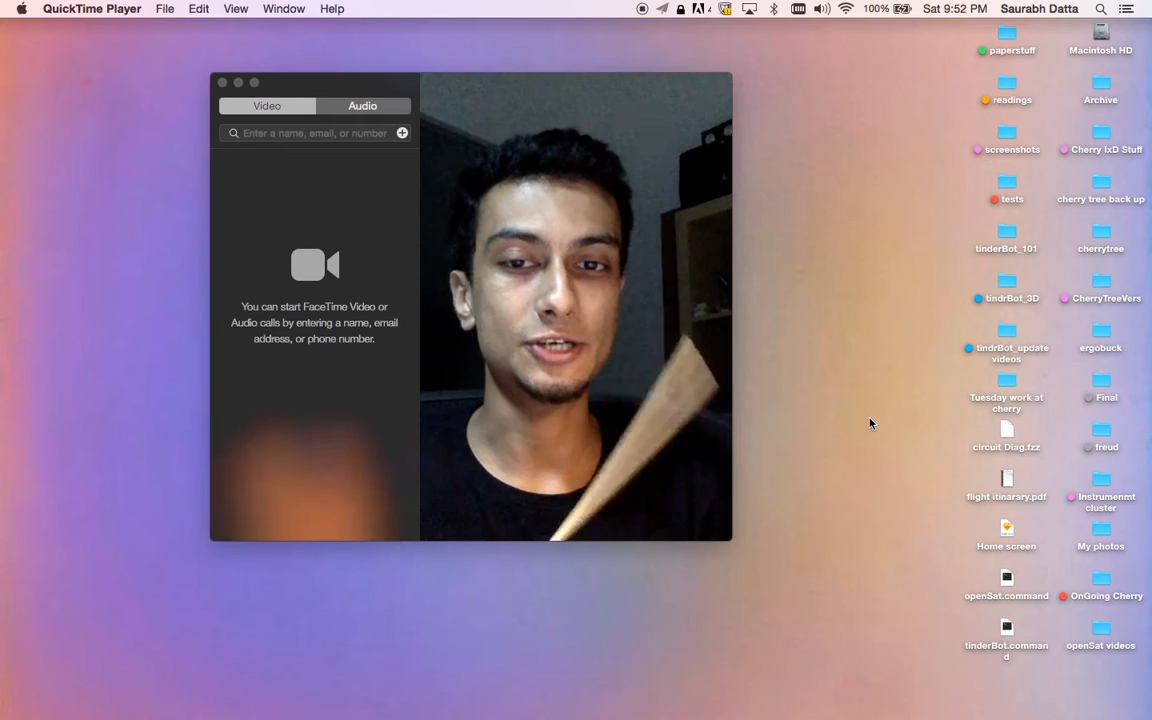 QuickTime Player File Edit View Window Help 4 100% Sat 9:52 PM Saurabh Datta
Video Audio
Enter a name, email, or number
You can start FaceTime Video or
Audio calls by entering a name, email
address, or phone number.
paperstuff
readings
screenshots
tests
tinderBot_101
tindrBot_3D
tindrBot_update
videos
Tuesday work at
cherry
circuit Diag.fzz
flight itinarary.pdf
Home screen
openSat.command
tinderBot.comman
d
Macintosh HD
Archive
Cherry IxD Stuff
cherry tree back up
cherrytree
CherryTreeVers
ergobuck
Final
freud
Instrumenmt
cluster
My photos
OnGoing Cherry
openSat videos